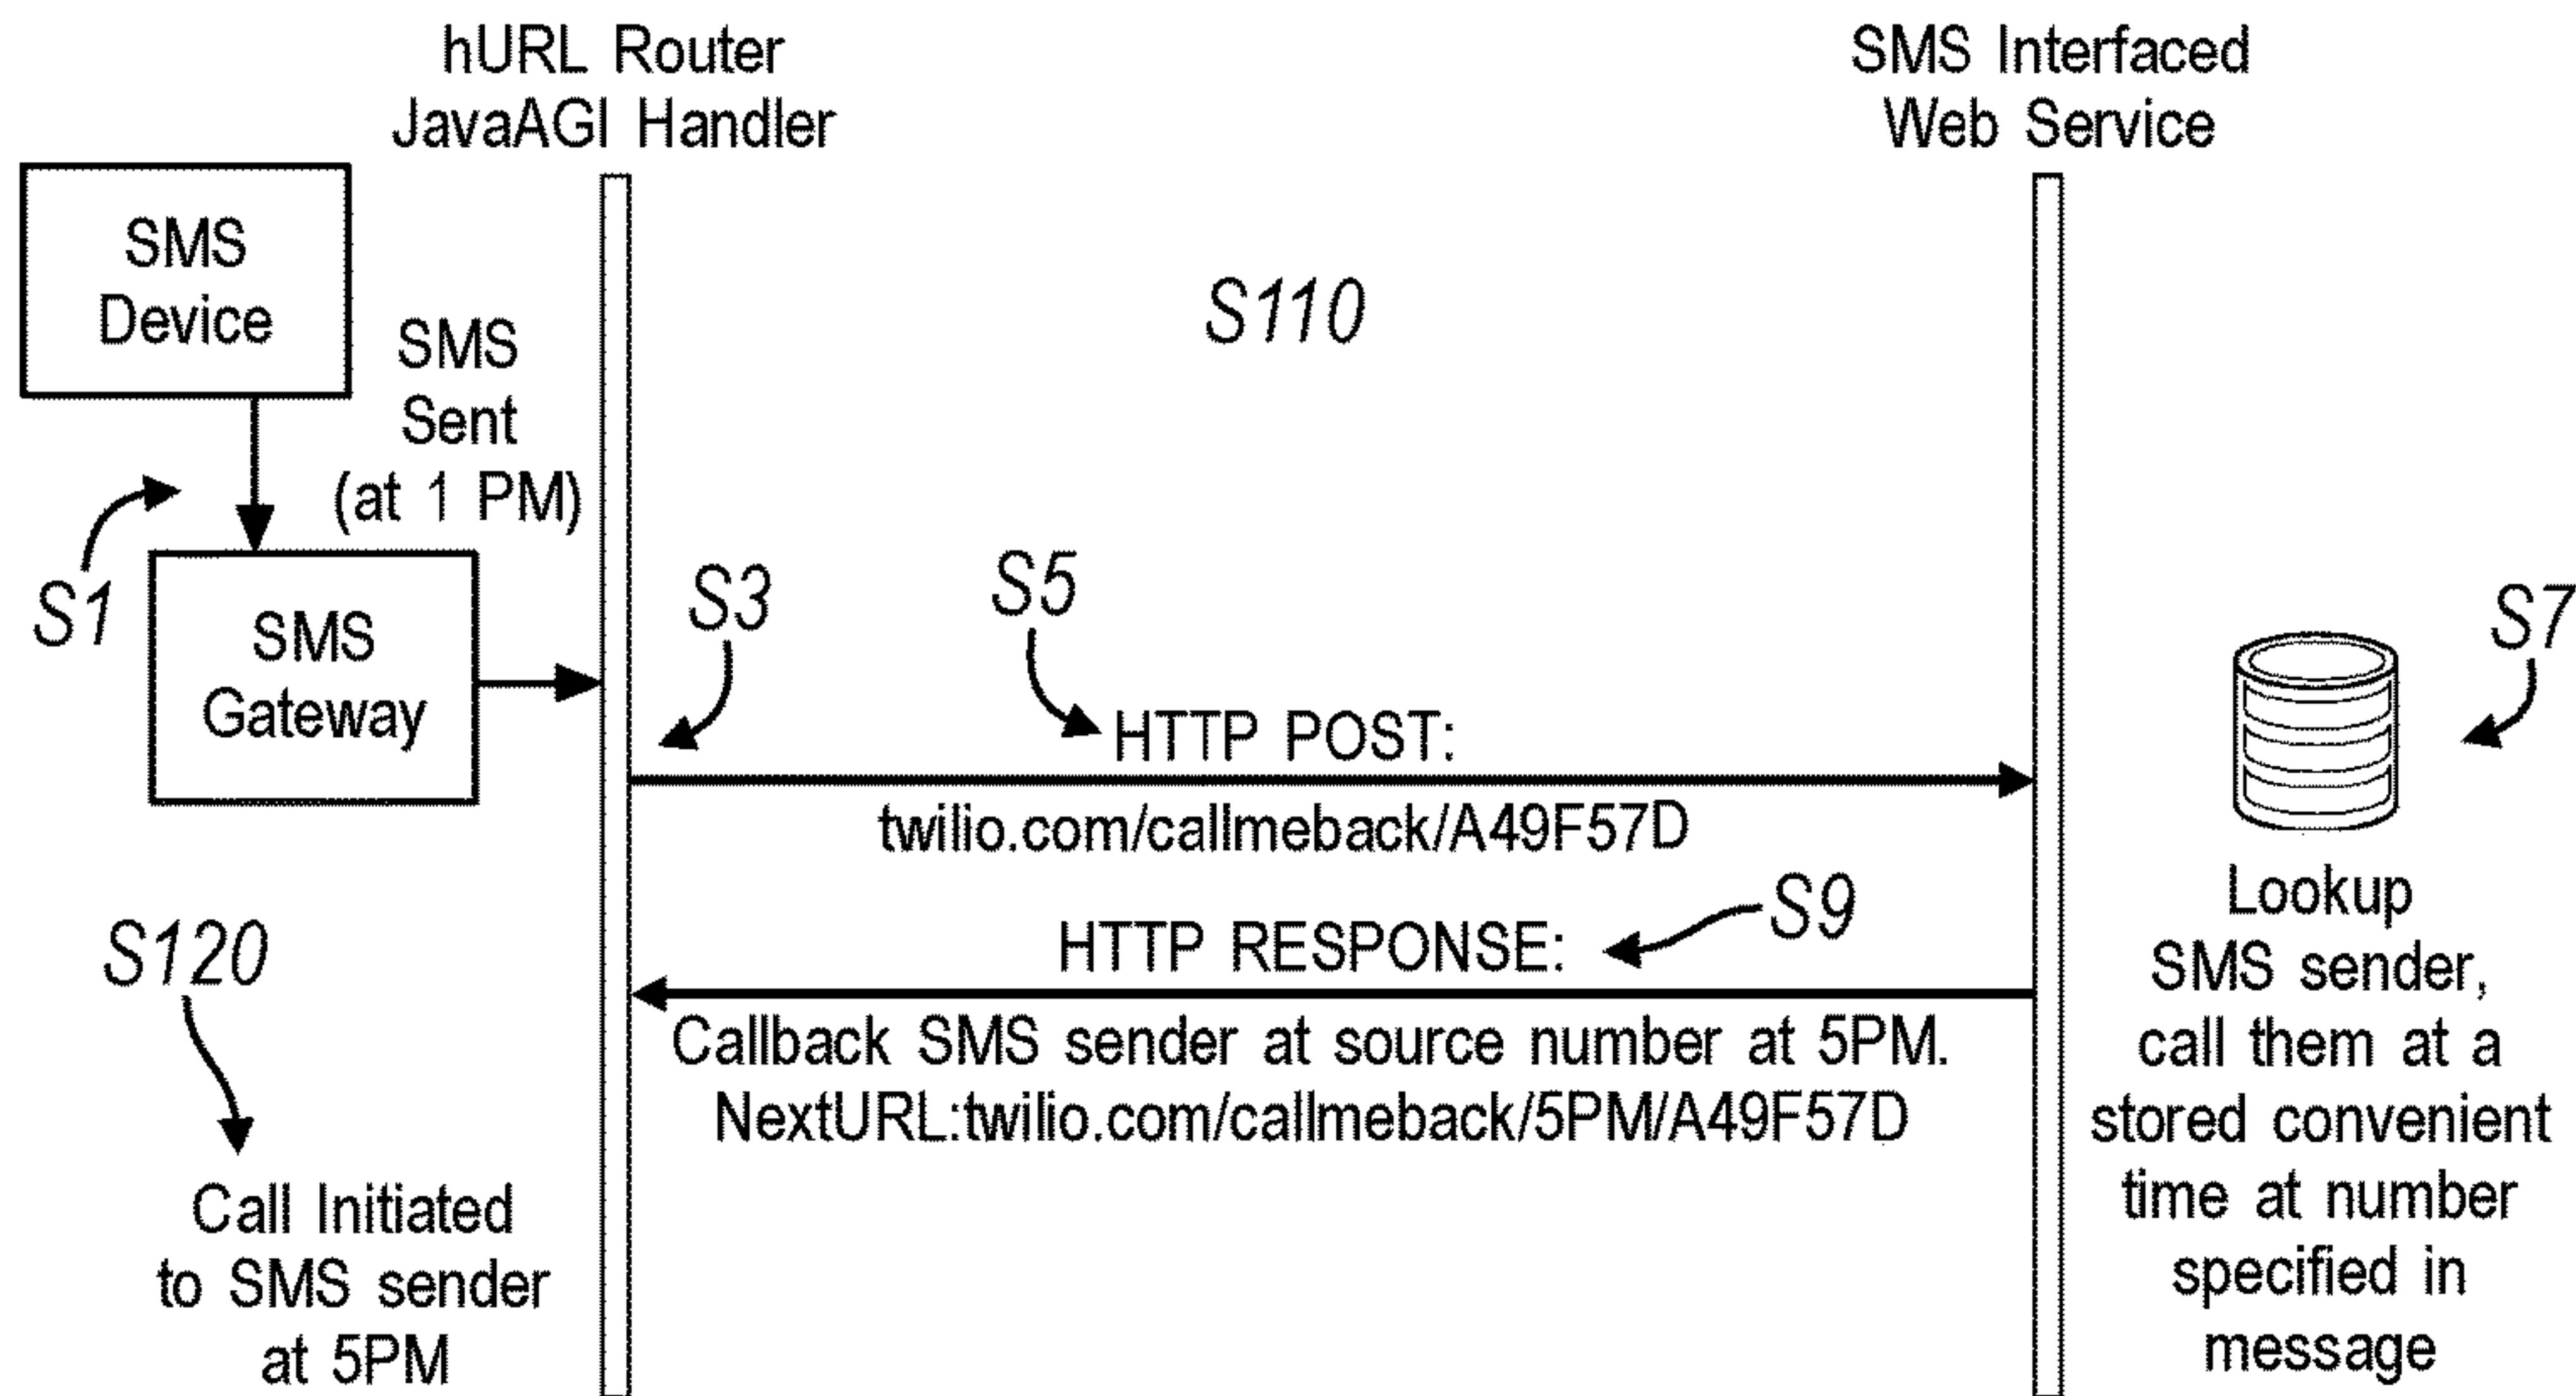 hURL Router
JavaAGI Handler
SMS Interfaced
Web Service
SMS
Device
SMS
Sent
(at 1 PM)
S110
S1
SMS
Gateway
S3
S5
S7
HTTP POST:
twilio.com/callmeback/A49F57D
S9
HTTP RESPONSE:
Callback SMS sender at source number at 5PM.
NextURL:twilio.com/callmeback/5PM/A49F57D
Lookup
SMS sender,
call them at a
stored convenient
time at number
specified in
message
S120
Call Initiated
to SMS sender
at 5PM